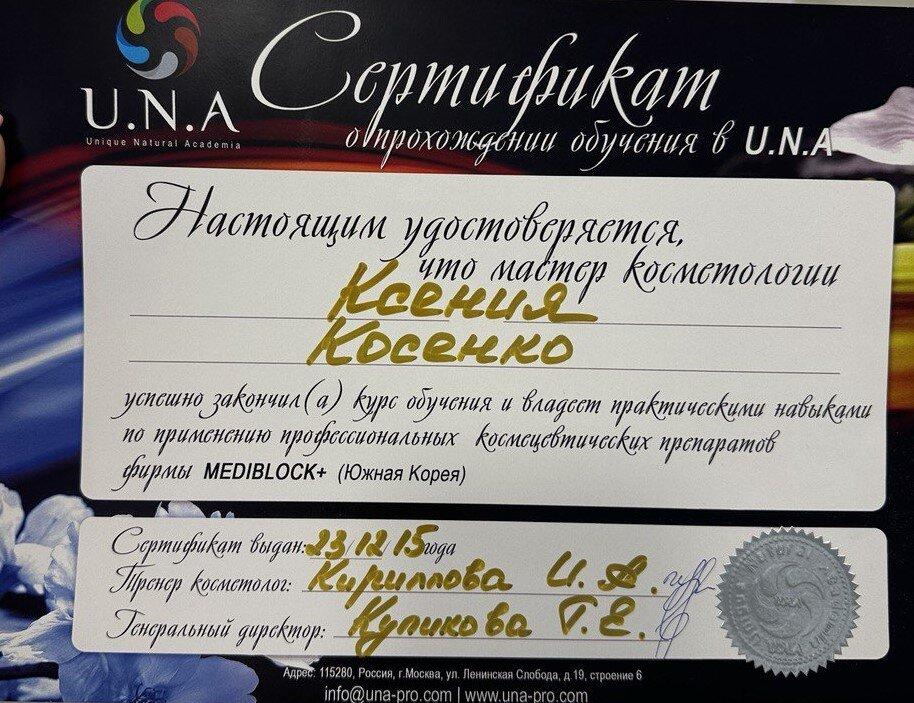 U.N.A
Unique Natural Academia
Сертификат
о прохождении обучения в U.N.A
Настоящим удостоверяется,
что мастер косметологии
Ксения
Косенко
успешно закончил(а) курс обучения и владеет практическими навыками
по применению профессиональных космецевтических препаратов
фирмы MEDIBLOCK+ (Южная Корея)
Сертификат выдан: 23/12/15 года
Тренер косметолог: Кириллова И. А.
Генеральный директор: Куликова Т. Е.
Адрес: 115280, Россия, г.Москва, ул. Ленинская Слобода, д.19, строение 6
info@una-pro.com | www.una-pro.com